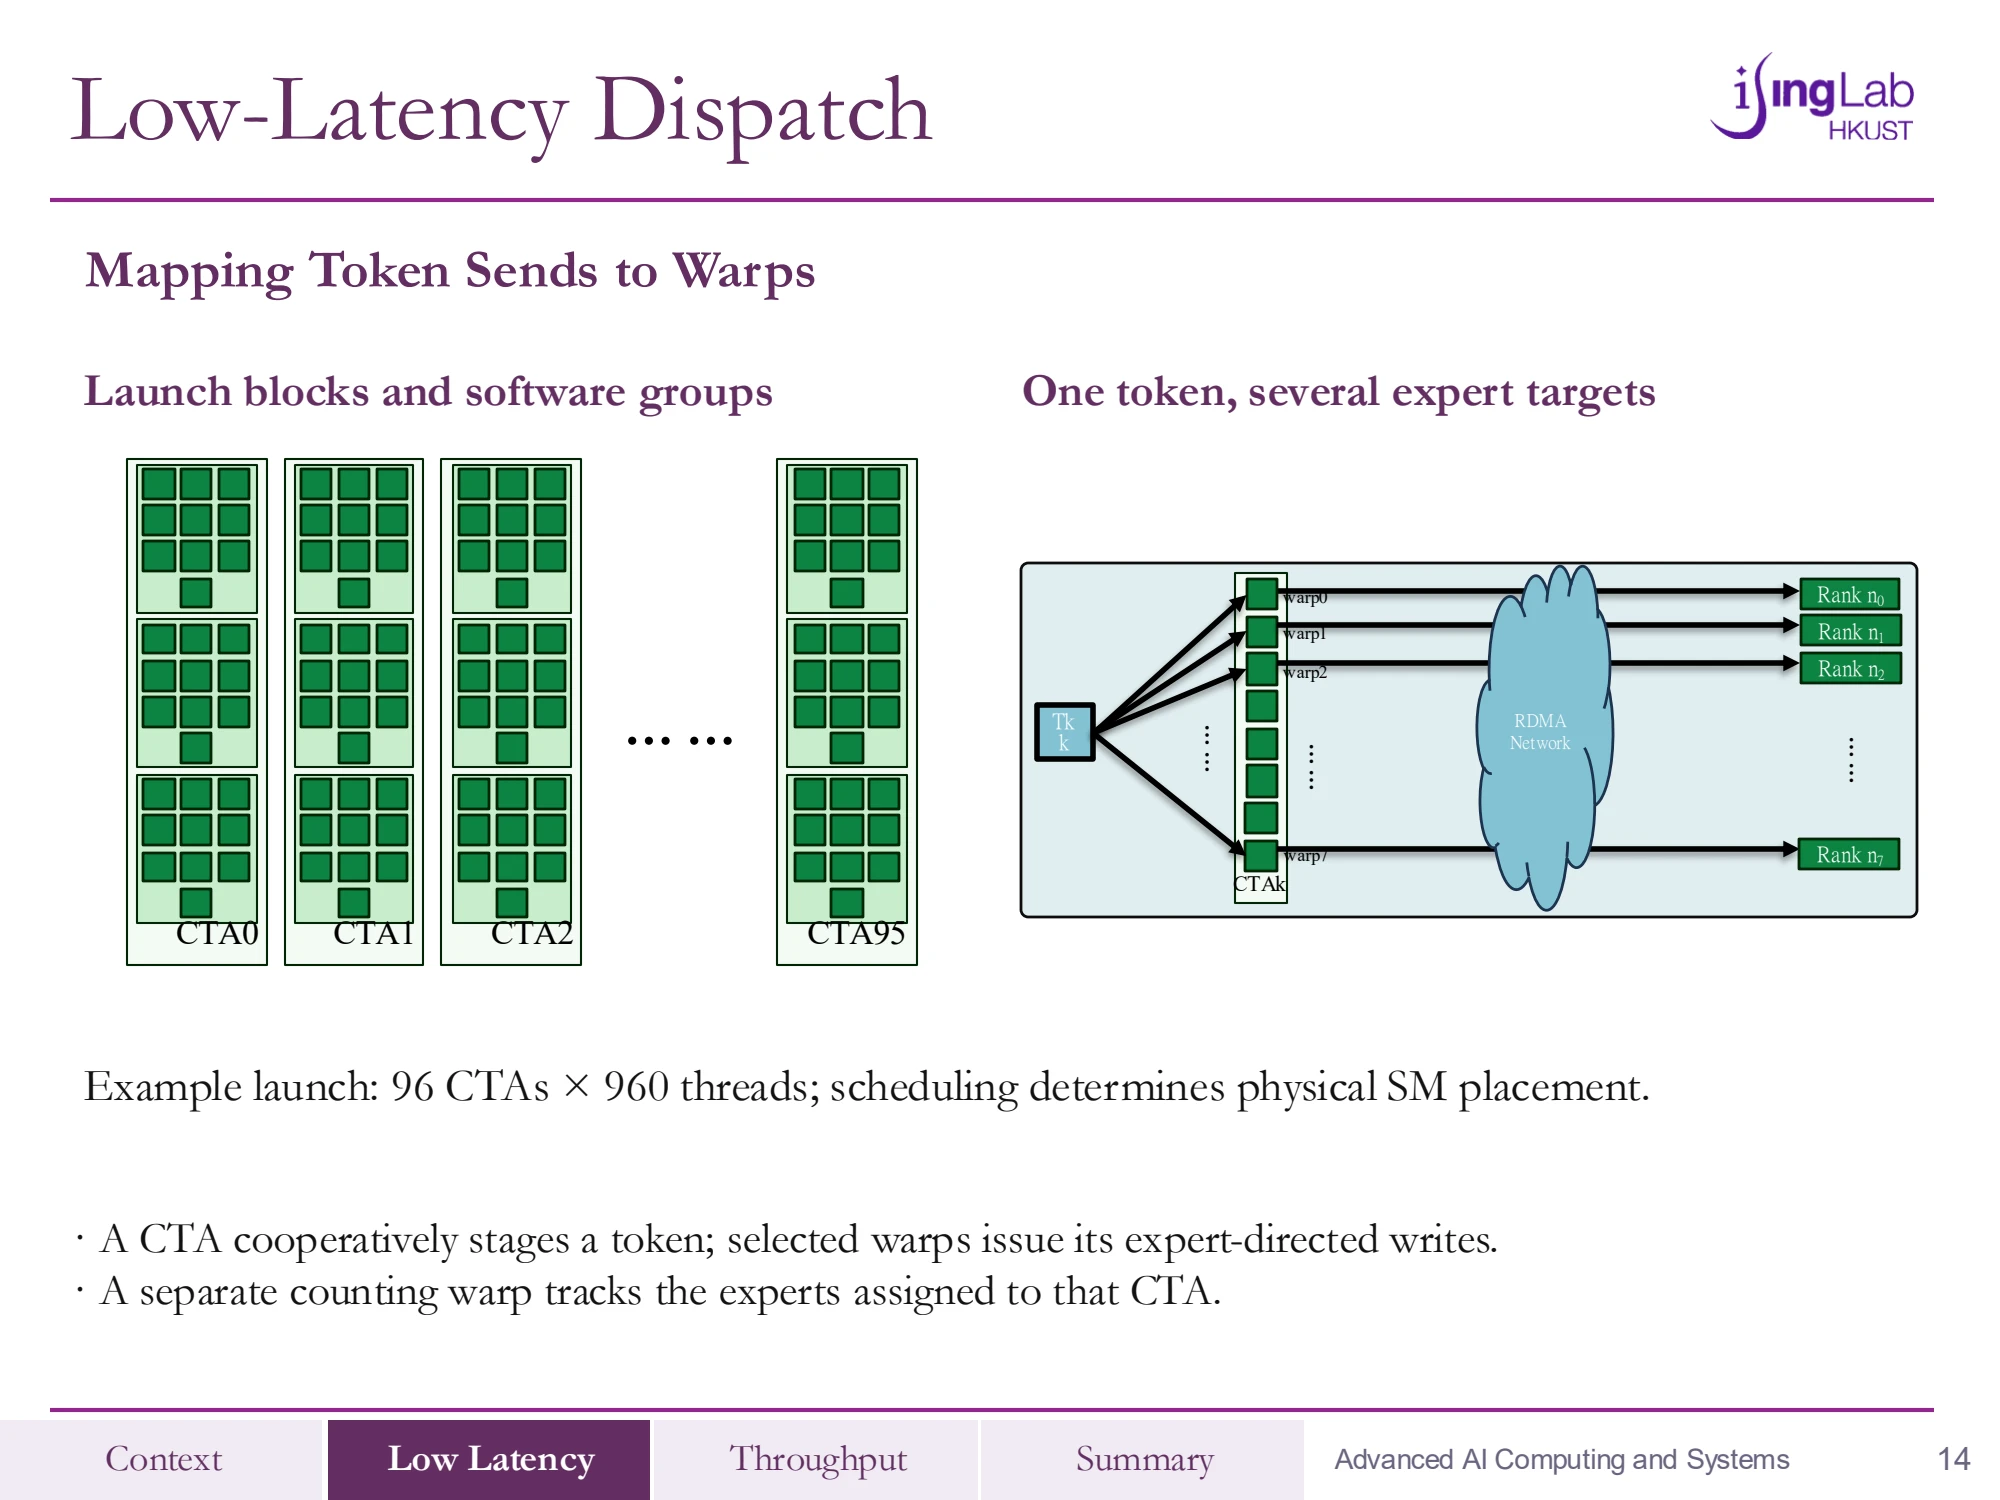 Low-Latency Dispatch
iSingLab
HKUST
Mapping Token Sends to Warps
Launch blocks and software groups
One token, several expert targets
CTA0
CTA1
CTA2
... ...
CTA95
Tk
k
warp0
warp1
warp2
warp7
CTAk
RDMA
Network
Rank n0
Rank n1
Rank n2
Rank n7
Example launch: 96 CTAs × 960 threads; scheduling determines physical SM placement.
· A CTA cooperatively stages a token; selected warps issue its expert-directed writes.
· A separate counting warp tracks the experts assigned to that CTA.
Context
Low Latency
Throughput
Summary
Advanced AI Computing and Systems
14